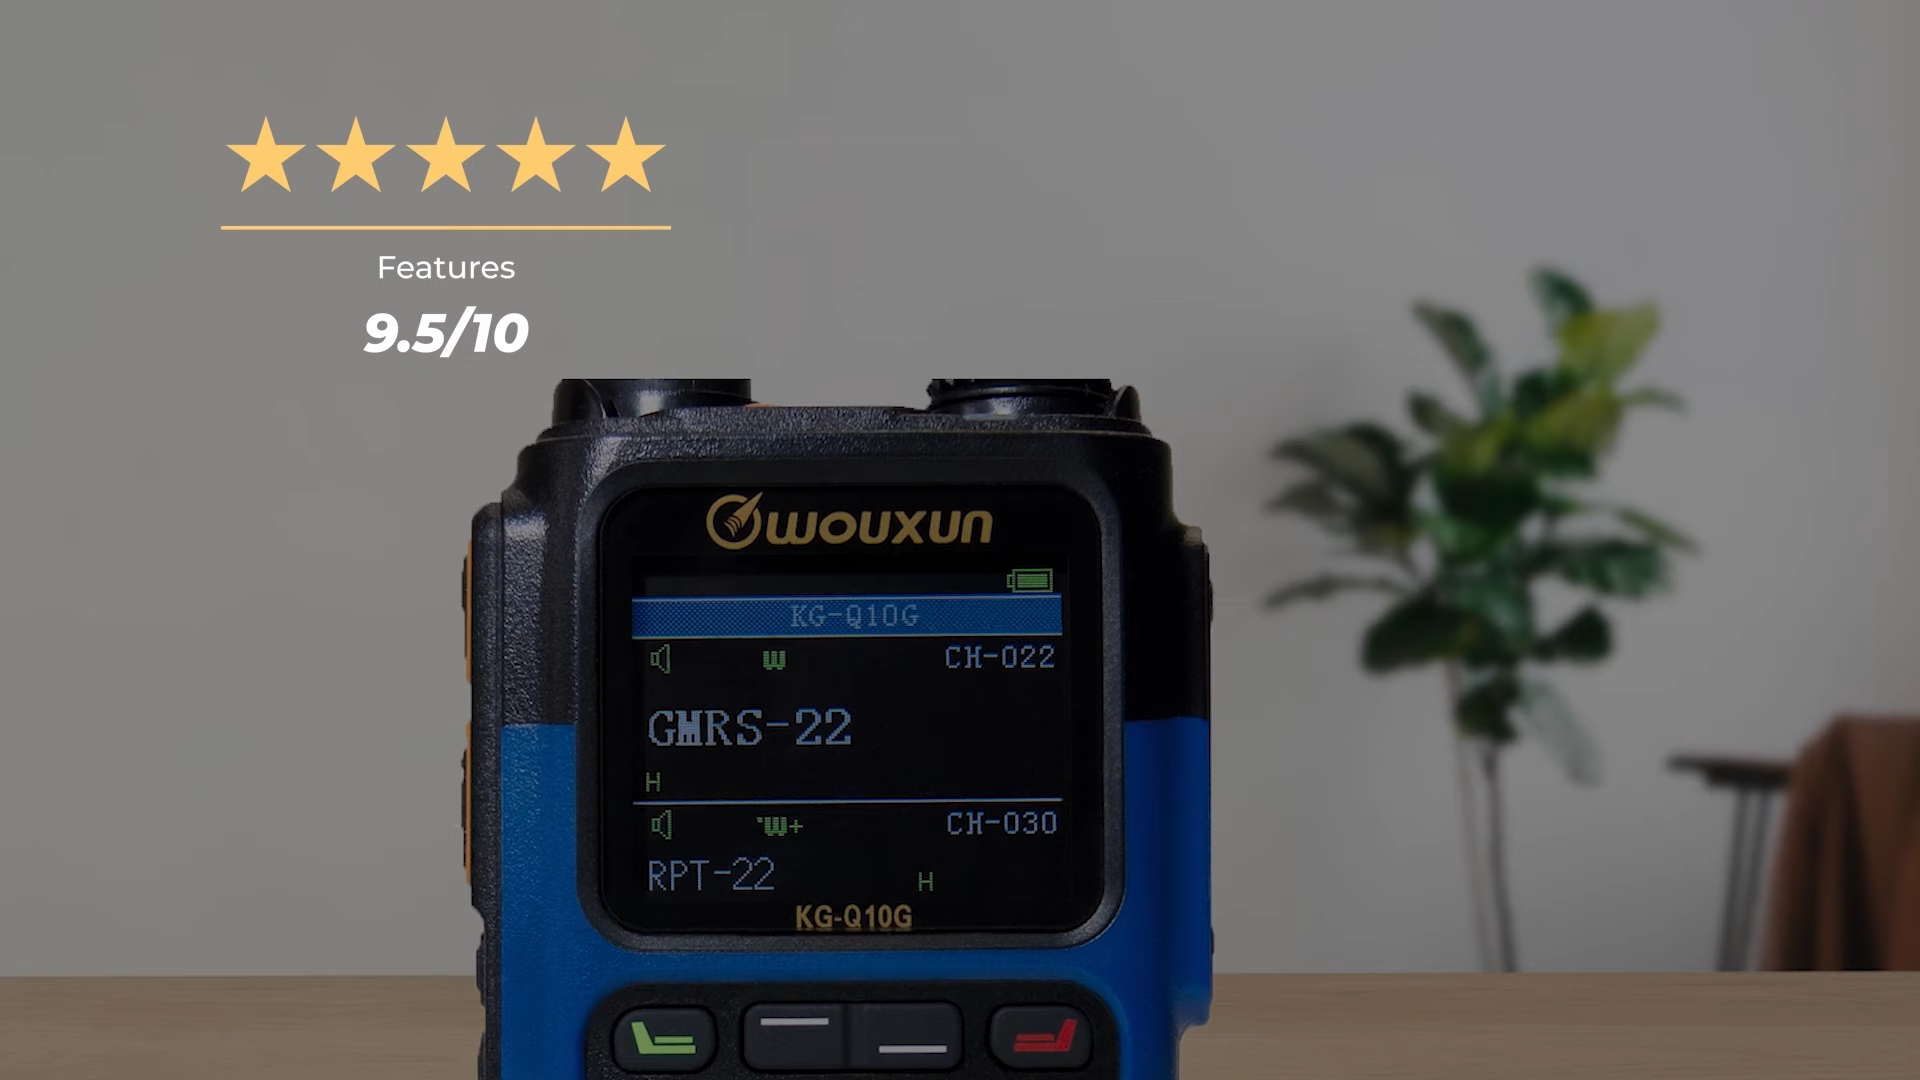 Features
9.5/10
WOUXUN
KG-Q10G
W CH-022
GMRS-22
H
W+ CH-030
RPT-22 H
KG-Q10G